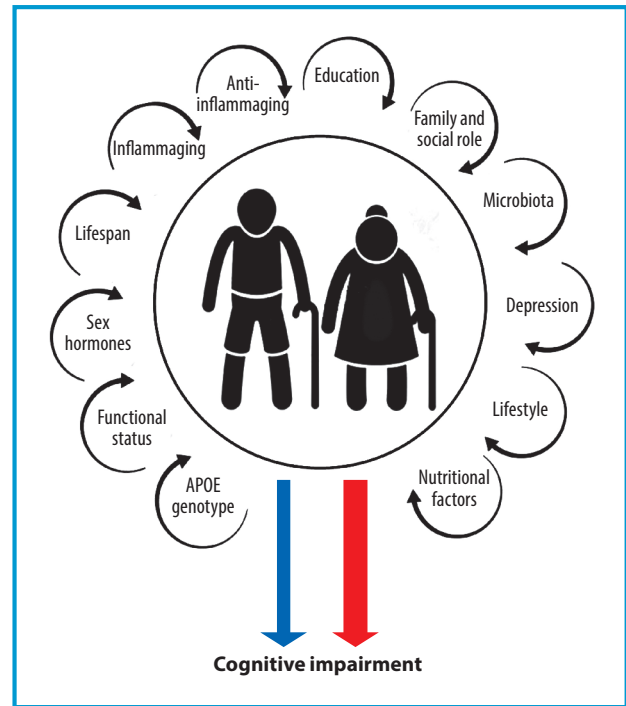 Anti-
inflammaging
Education
Family and
social role
Inflammaging
Microbiota
Lifespan
Depression
Sex
hormones
Lifestyle
Functional
status
Nutritional
factors
APOE
genotype
Cognitive impairment